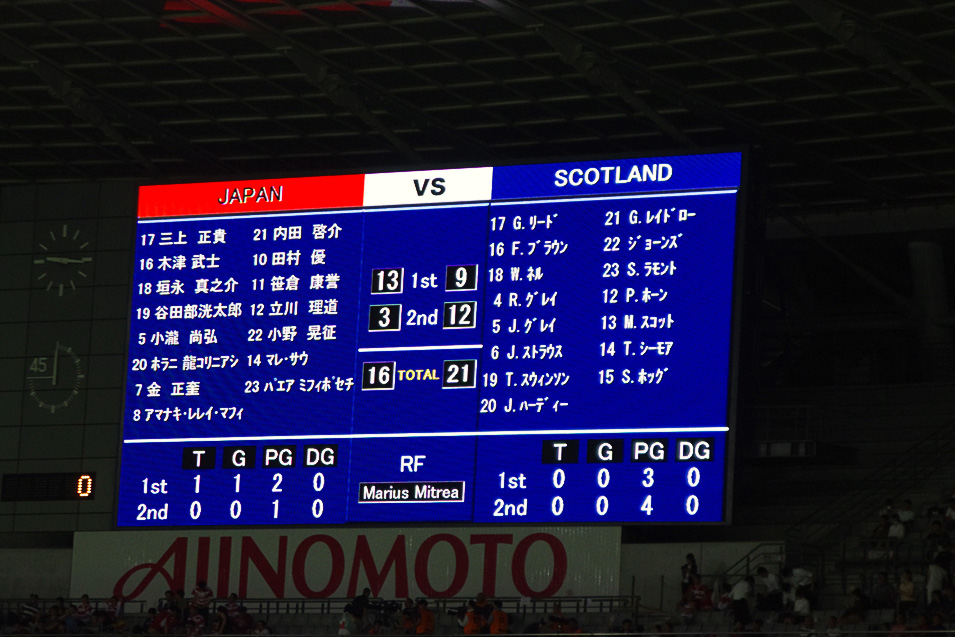 JAPAN VS SCOTLAND
17 三上 正貴 21 内田 啓介
16 木津 武士 10 田村 優
18 垣永 真之介 11 笹倉 康誉
19 谷田部洸太郎 12 立川 理道
5 小瀧 尚弘 22 小野 晃征
20 ホラニ 龍コリニアシ 14 マレ・サウ
7 金 正奎 23 パエア ミフィポセチ
8 アマナキ・レレイ・マフィ
13 1st 9
3 2nd 12
16 TOTAL 21
17 G.リード 21 G.レイドロー
16 F.ブラウン 22 ジョーンズ
18 W.ネル 23 S.ラモント
4 R.グレイ 12 P.ホーン
5 J.グレイ 13 M.スコット
6 J.ストラウス 14 T.シーモア
19 T.スウィンソン 15 S.ホッグ
20 J.ハーディー
T G PG DG
1st 1 1 2 0
2nd 0 0 1 0
RF
Marius Mitrea
T G PG DG
1st 0 0 3 0
2nd 0 0 4 0
45
0
AJINOMOTO